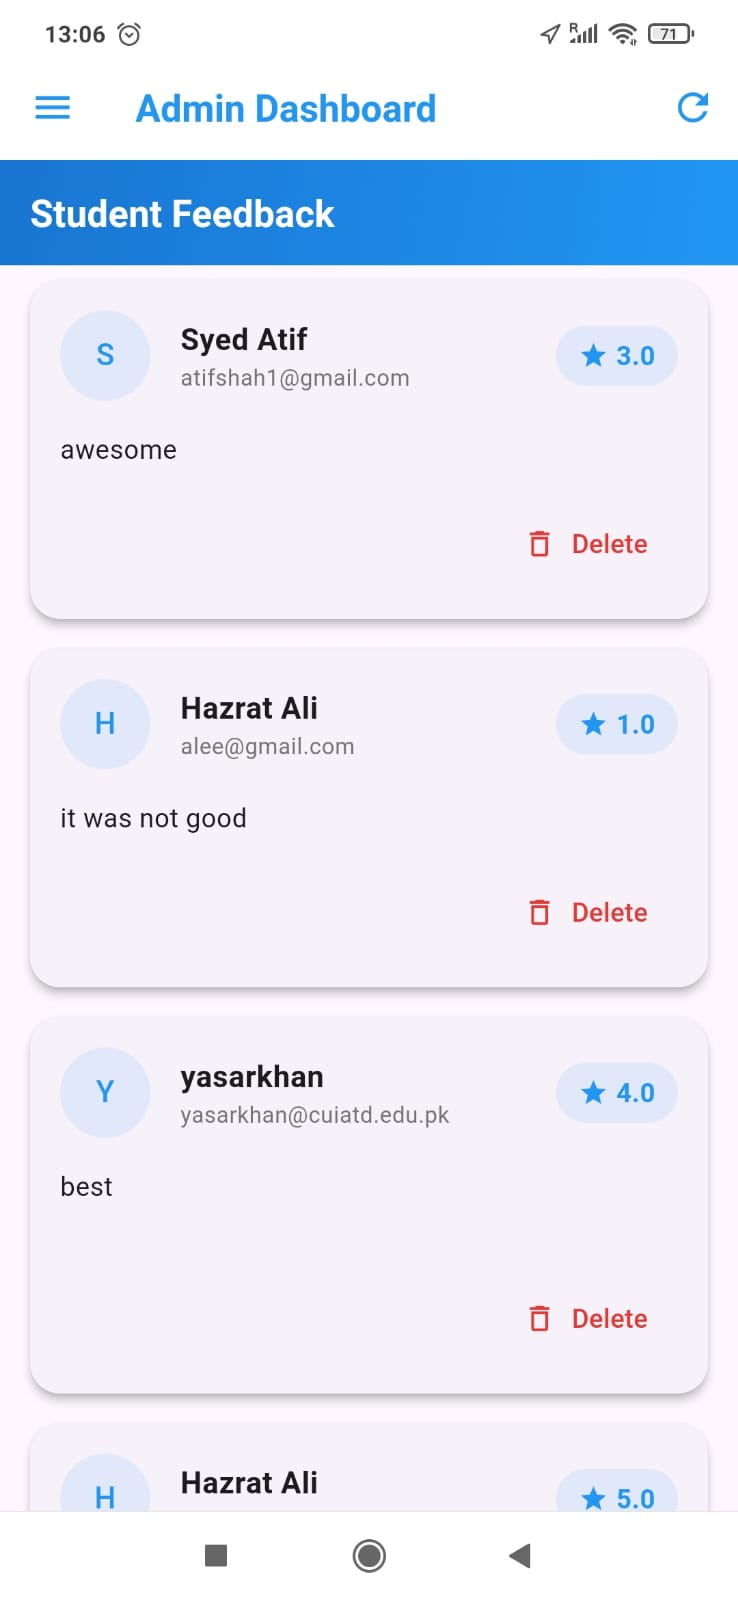 13:06
R
71
Admin Dashboard
Student Feedback
S
Syed Atif
atifshah1@gmail.com
3.0
awesome
Delete
H
Hazrat Ali
alee@gmail.com
1.0
it was not good
Delete
Y
yasarkhan
yasarkhan@cuiatd.edu.pk
4.0
best
Delete
H
Hazrat Ali
5.0